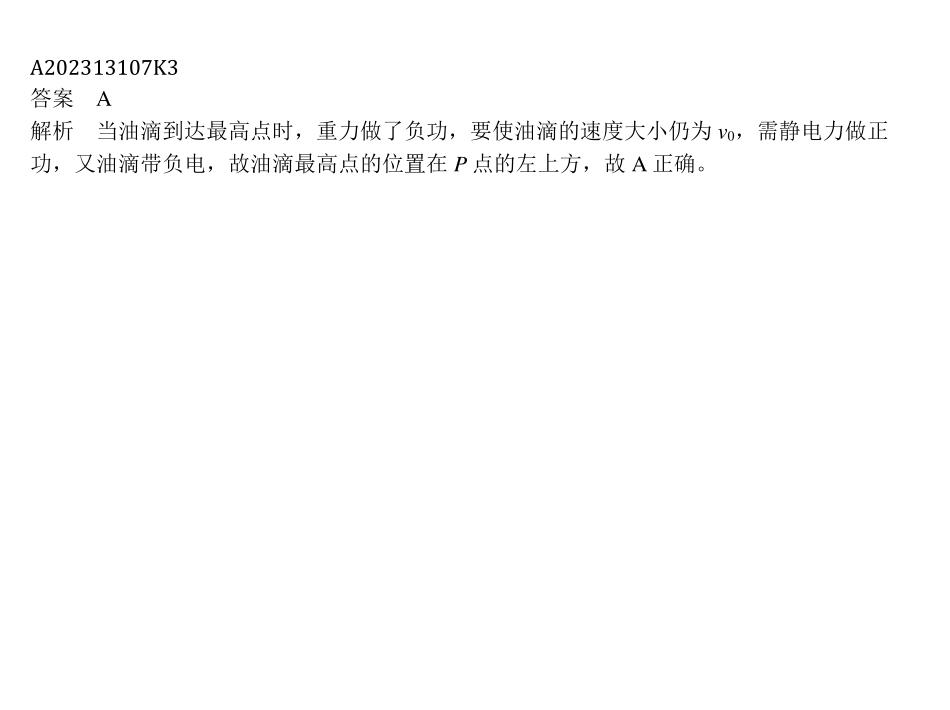 A202313107K3
答案　A
解析　当油滴到达最高点时，重力做了负功，要使油滴的速度大小仍为 v₀，需静电力做正
功，又油滴带负电，故油滴最高点的位置在 P 点的左上方，故 A 正确。